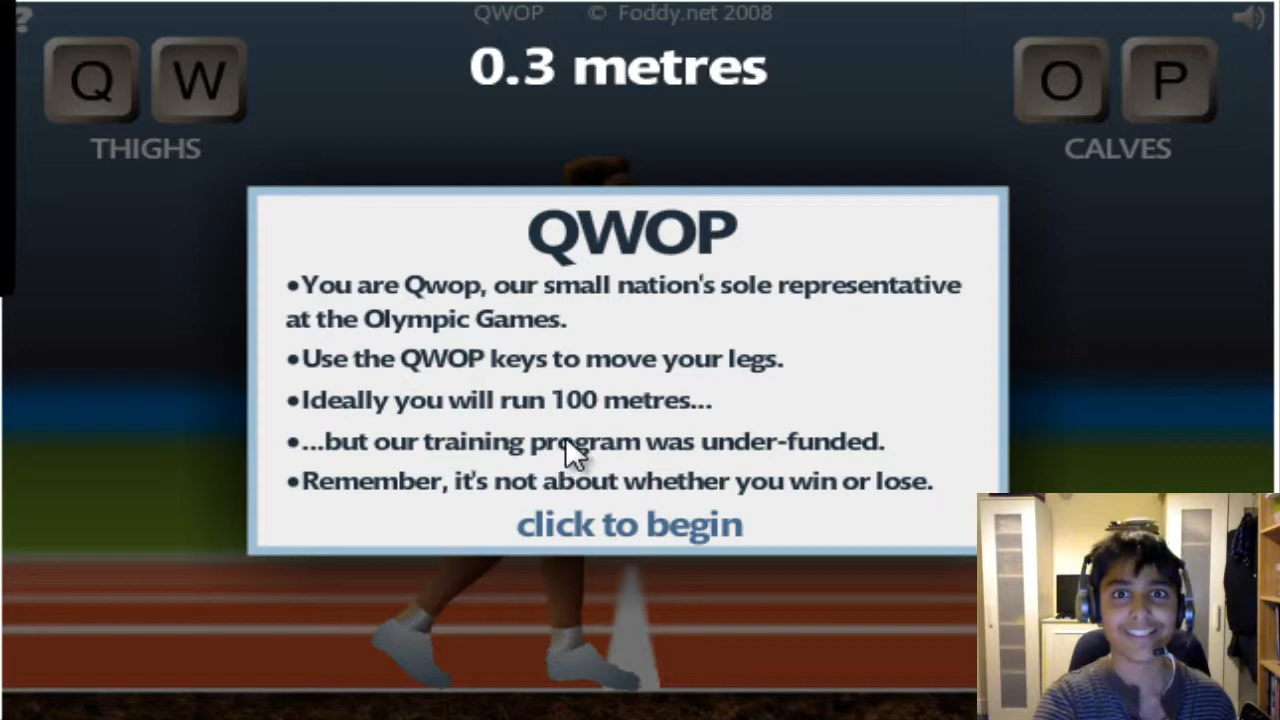 ?
QWOP © Foddy.net 2008
0.3 metres
Q W
O P
THIGHS
CALVES
QWOP
•You are Qwop, our small nation's sole representative
at the Olympic Games.
•Use the QWOP keys to move your legs.
•Ideally you will run 100 metres...
•...but our training program was under-funded.
•Remember, it's not about whether you win or lose.
click to begin